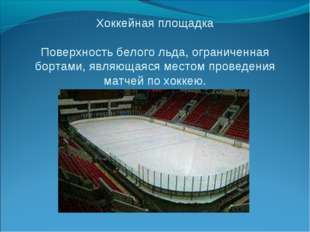 Хоккейная площадка
Поверхность белого льда, ограниченная
бортами, являющаяся местом проведения
матчей по хоккею.